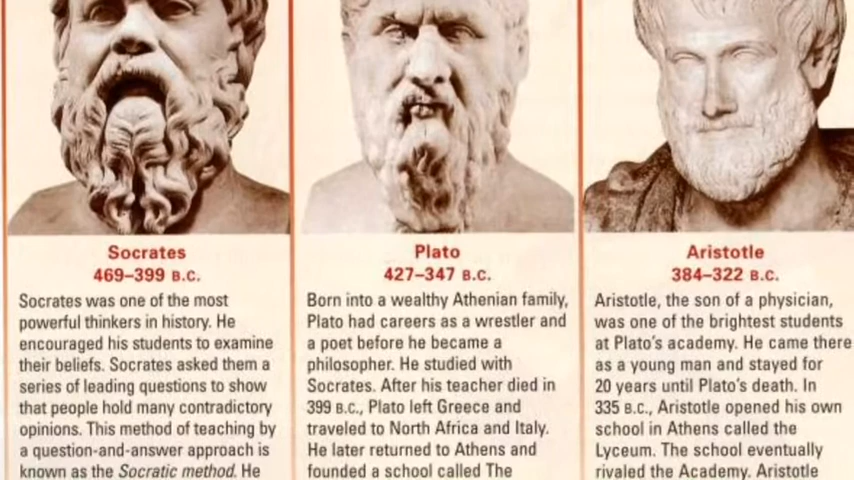 Socrates
469–399 B.C.
Socrates was one of the most
powerful thinkers in history. He
encouraged his students to examine
their beliefs. Socrates asked them a
series of leading questions to show
that people hold many contradictory
opinions. This method of teaching by
a question-and-answer approach is
known as the Socratic method. He
Plato
427–347 B.C.
Born into a wealthy Athenian family,
Plato had careers as a wrestler and
a poet before he became a
philosopher. He studied with
Socrates. After his teacher died in
399 B.C., Plato left Greece and
traveled to North Africa and Italy.
He later returned to Athens and
founded a school called The
Aristotle
384–322 B.C.
Aristotle, the son of a physician,
was one of the brightest students
at Plato's academy. He came there
as a young man and stayed for
20 years until Plato's death. In
335 B.C., Aristotle opened his own
school in Athens called the
Lyceum. The school eventually
rivaled the Academy. Aristotle